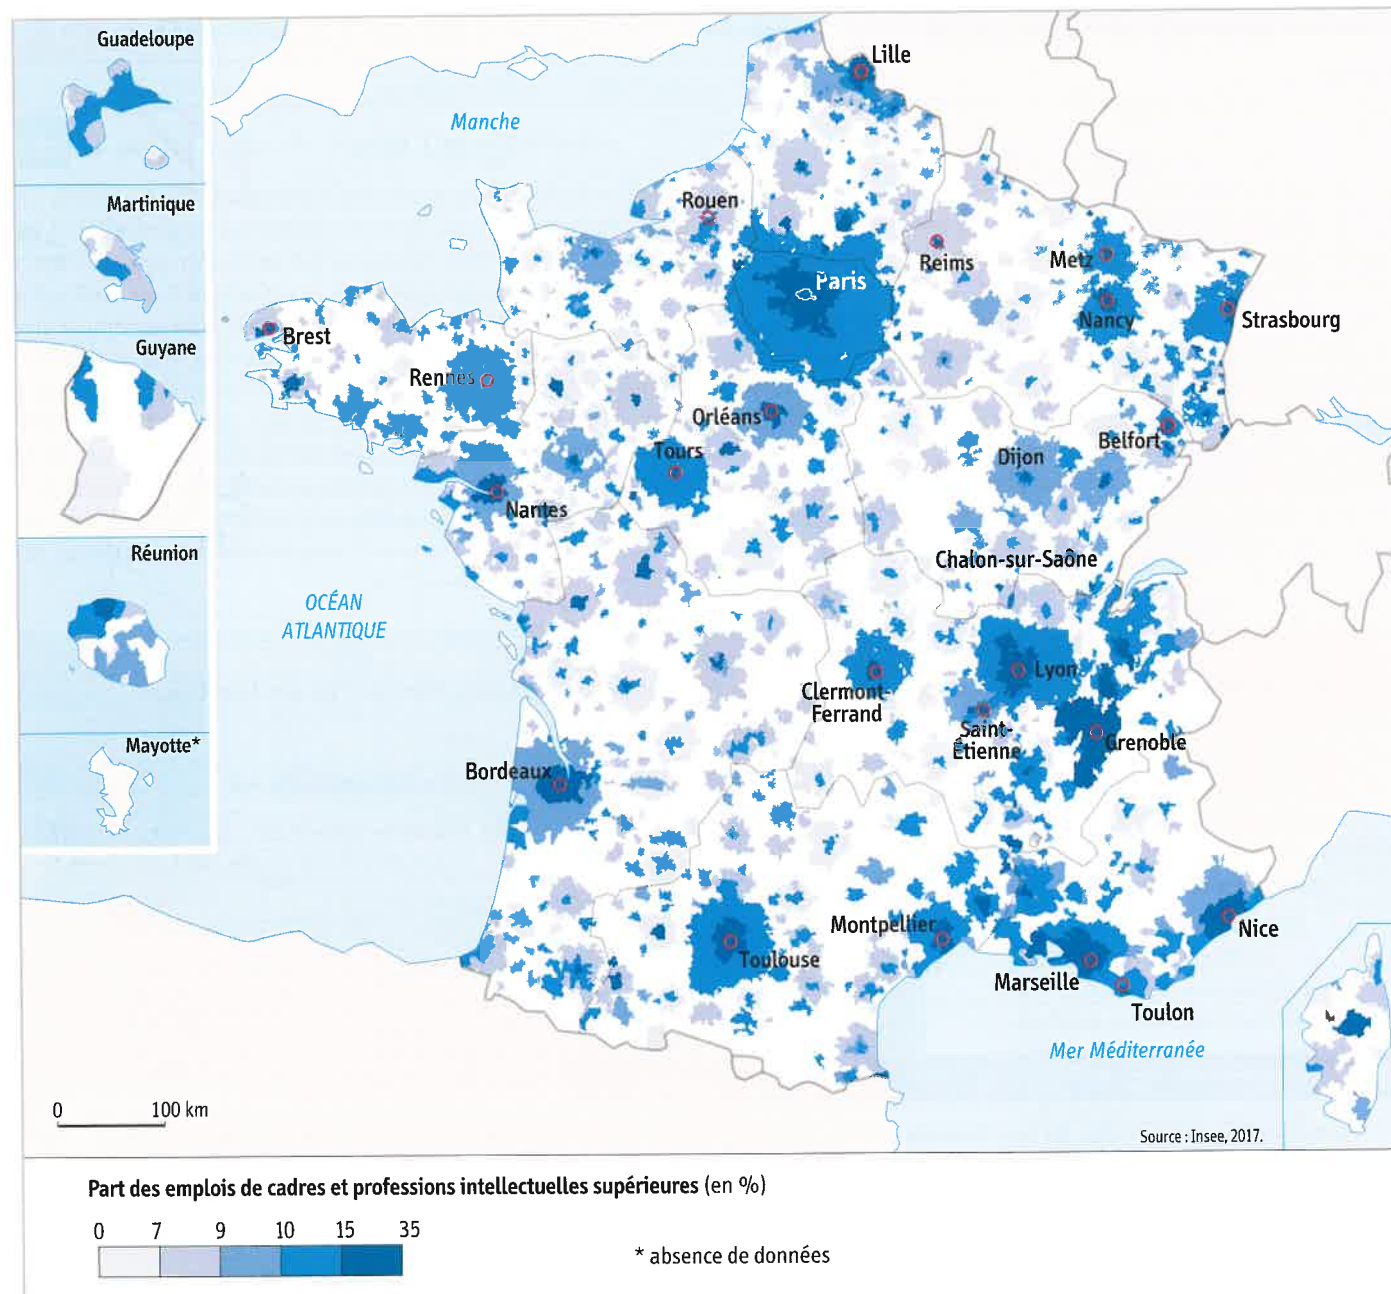 Guadeloupe
Martinique
Guyane
Réunion
Mayotte*
Manche
Lille
Rouen
Reims
Metz
Paris
Nancy
Strasbourg
Brest
Rennes
Orléans
Tours
Belfort
Dijon
Nantes
Chalon-sur-Saône
OCÉAN
ATLANTIQUE
Lyon
Clermont-
Ferrand
Saint-
Étienne
Grenoble
Bordeaux
Montpellier
Toulouse
Nice
Marseille
Toulon
Mer Méditerranée
0 100 km
Source : Insee, 2017.
Part des emplois de cadres et professions intellectuelles supérieures (en %)
0 7 9 10 15 35
* absence de données